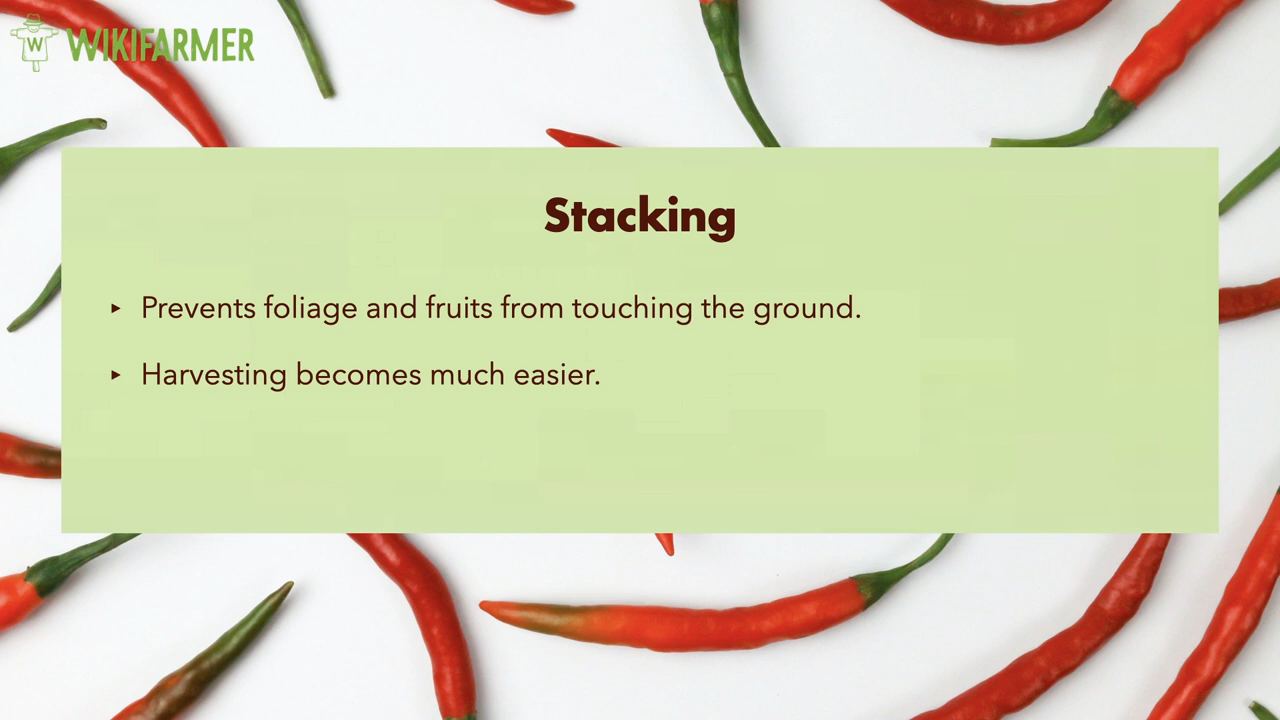 W WIKIFARMER
Stacking
‣ Prevents foliage and fruits from touching the ground.
‣ Harvesting becomes much easier.